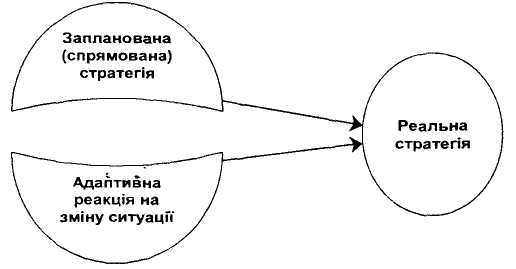 Запланована
(спрямована)
стратегія
Реальна
стратегія
Адаптивна
реакція на
зміну ситуації